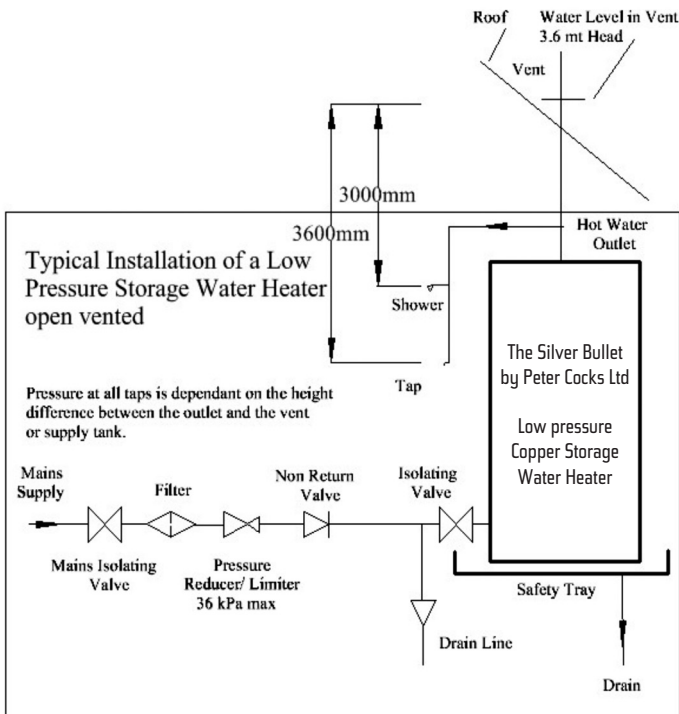 Roof
Water Level in Vent
3.6 mt Head
Vent
3000mm
3600mm
Hot Water
Outlet
Typical Installation of a Low
Pressure Storage Water Heater
open vented
Shower
Tap
The Silver Bullet
by Peter Cocks Ltd
Low pressure
Copper Storage
Water Heater
Pressure at all taps is dependant on the height
difference between the outlet and the vent
or supply tank.
Mains
Supply
Filter
Non Return
Valve
Isolating
Valve
Mains Isolating
Valve
Pressure
Reducer/ Limiter
36 kPa max
Safety Tray
Drain Line
Drain